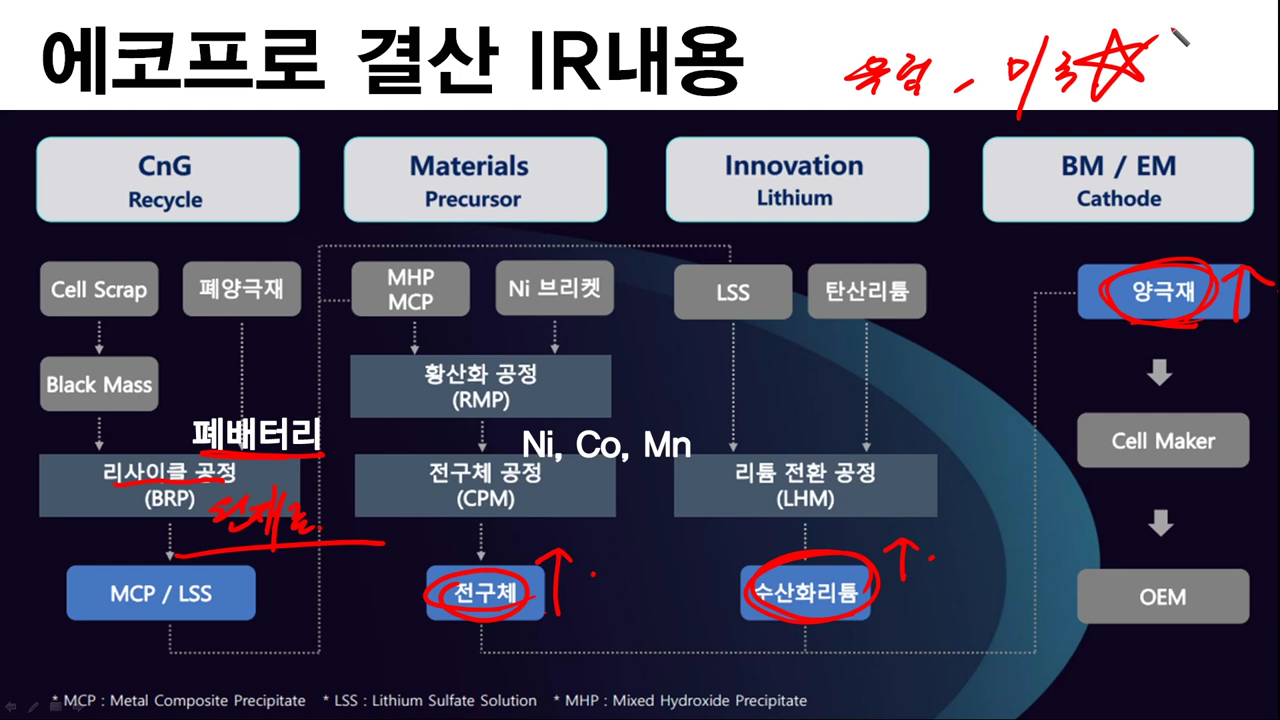 에코프로 결산 IR내용
유럽, 미국
CnG
Recycle
Materials
Precursor
Innovation
Lithium
BM / EM
Cathode
Cell Scrap
폐양극재
MHP
MCP
Ni 브리켓
LSS
탄산리튬
양극재
Black Mass
황산화 공정
(RMP)
폐배터리
Ni, Co, Mn
Cell Maker
리사이클 공정
(BRP)
전구체 공정
(CPM)
리튬 전환 공정
(LHM)
MCP / LSS
전구체
수산화리튬
OEM
* MCP : Metal Composite Precipitate * LSS : Lithium Sulfate Solution * MHP : Mixed Hydroxide Precipitate